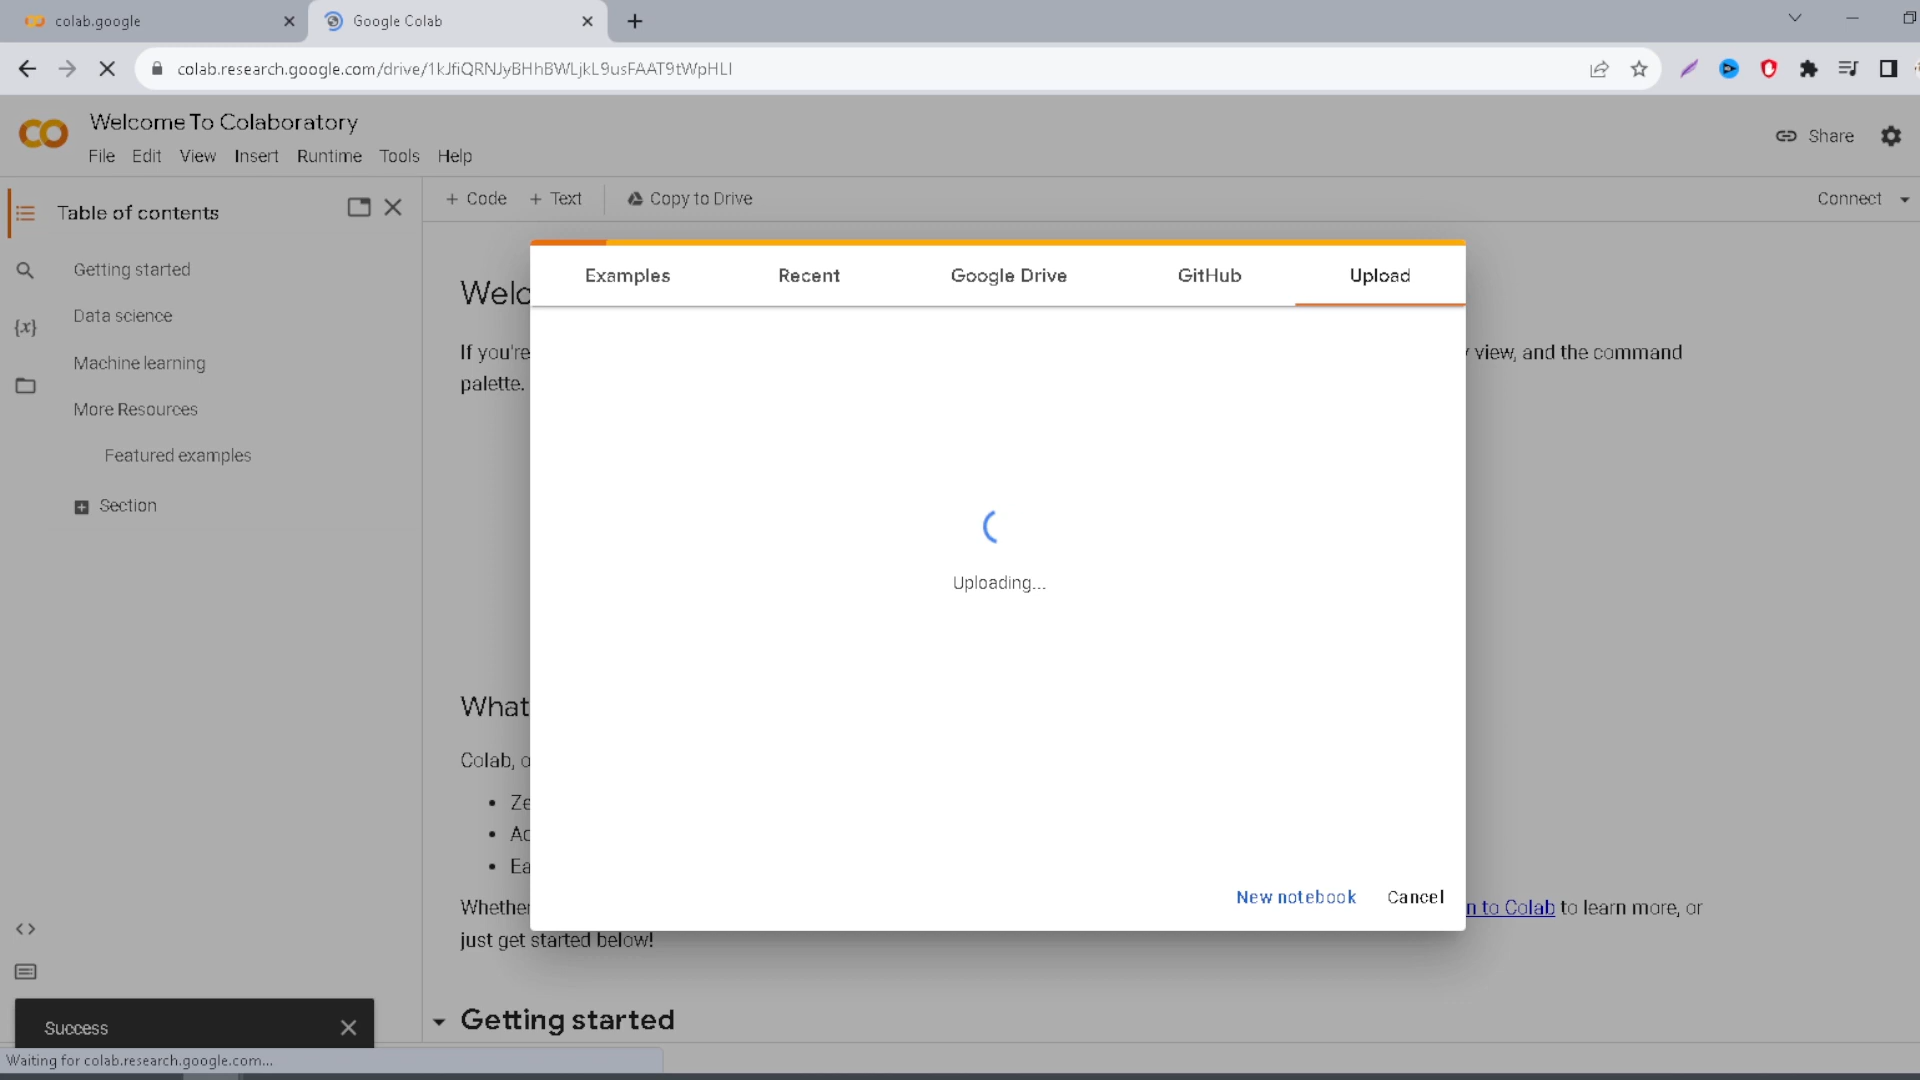 colab.google
Google Colab
colab.research.google.com/drive/1kJfiQRNJyBHhBWLjkL9usFAAT9tWpHLI
Welcome To Colaboratory
File Edit View Insert Runtime Tools Help
Share
Table of contents
+ Code + Text Copy to Drive
Connect
Getting started
Data science
{x}
Machine learning
More Resources
Featured examples
Section
Examples Recent Google Drive GitHub Upload
Welc
If you're
view, and the command
palette.
Uploading...
What
Colab, o
• Ze
• Ac
• Ea
New notebook Cancel
Whether
n to Colab to learn more, or
just get started below!
Getting started
Success
Waiting for colab.research.google.com...